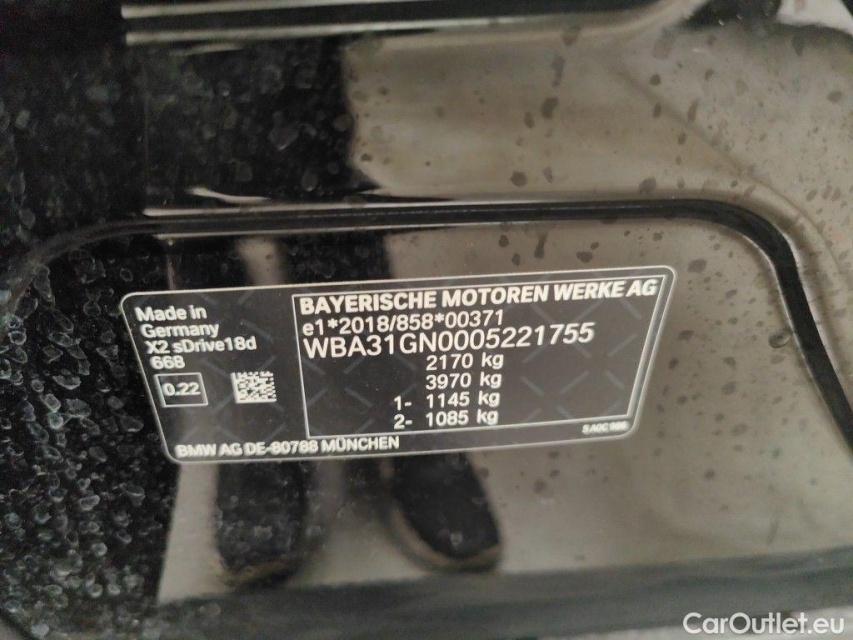 Made in
Germany
X2 sDrive18d
668
0.22
BAYERISCHE MOTOREN WERKE AG
e1*2018/858*00371
WBA31GN0005221755
2170 kg
3970 kg
1- 1145 kg
2- 1085 kg
BMW AG DE-80788 MÜNCHEN
CarOutlet.eu